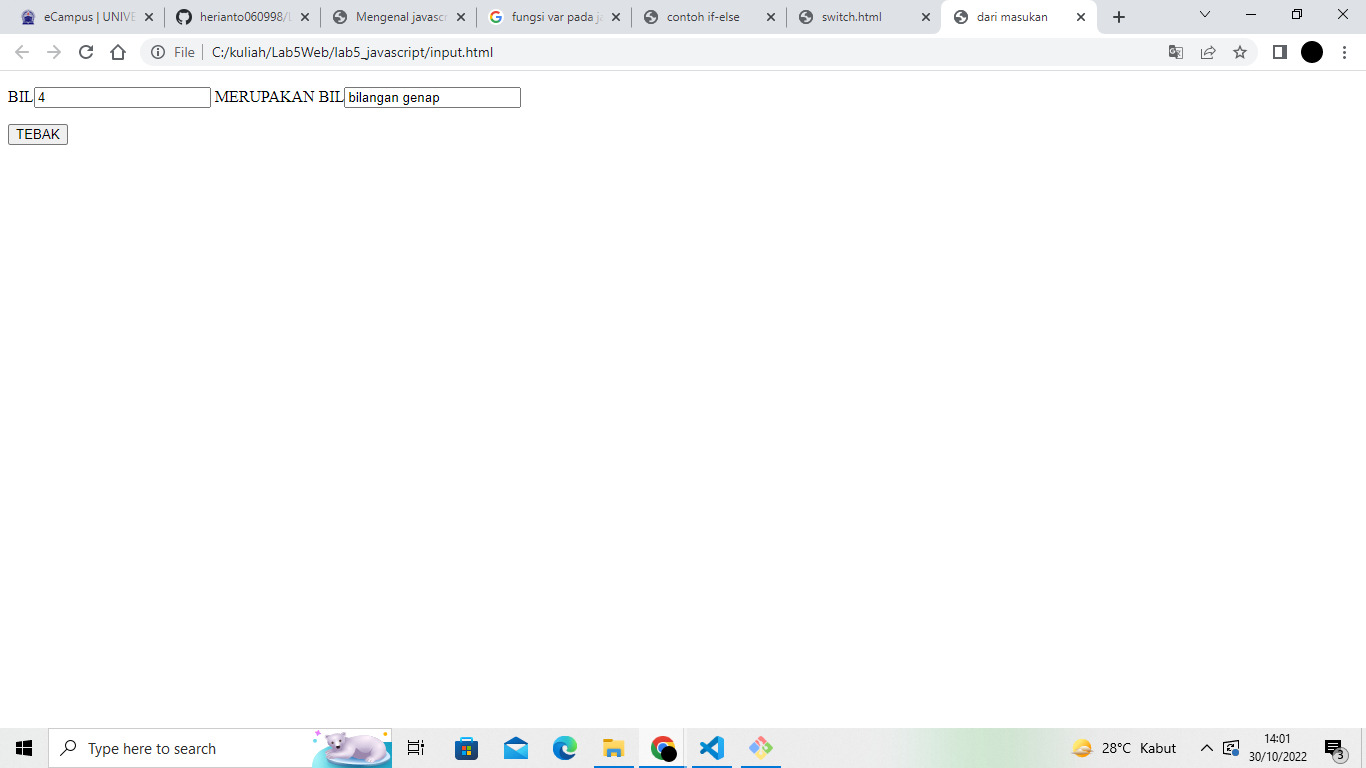 eCampus | UNIVE
herianto060998/L
Mengenal javascr
fungsi var pada ja
contoh if-else
switch.html
dari masukan
File
C:/kuliah/Lab5Web/lab5_javascript/input.html
BIL 4 MERUPAKAN BIL bilangan genap
TEBAK
Type here to search
28°C Kabut
14:01
30/10/2022
3